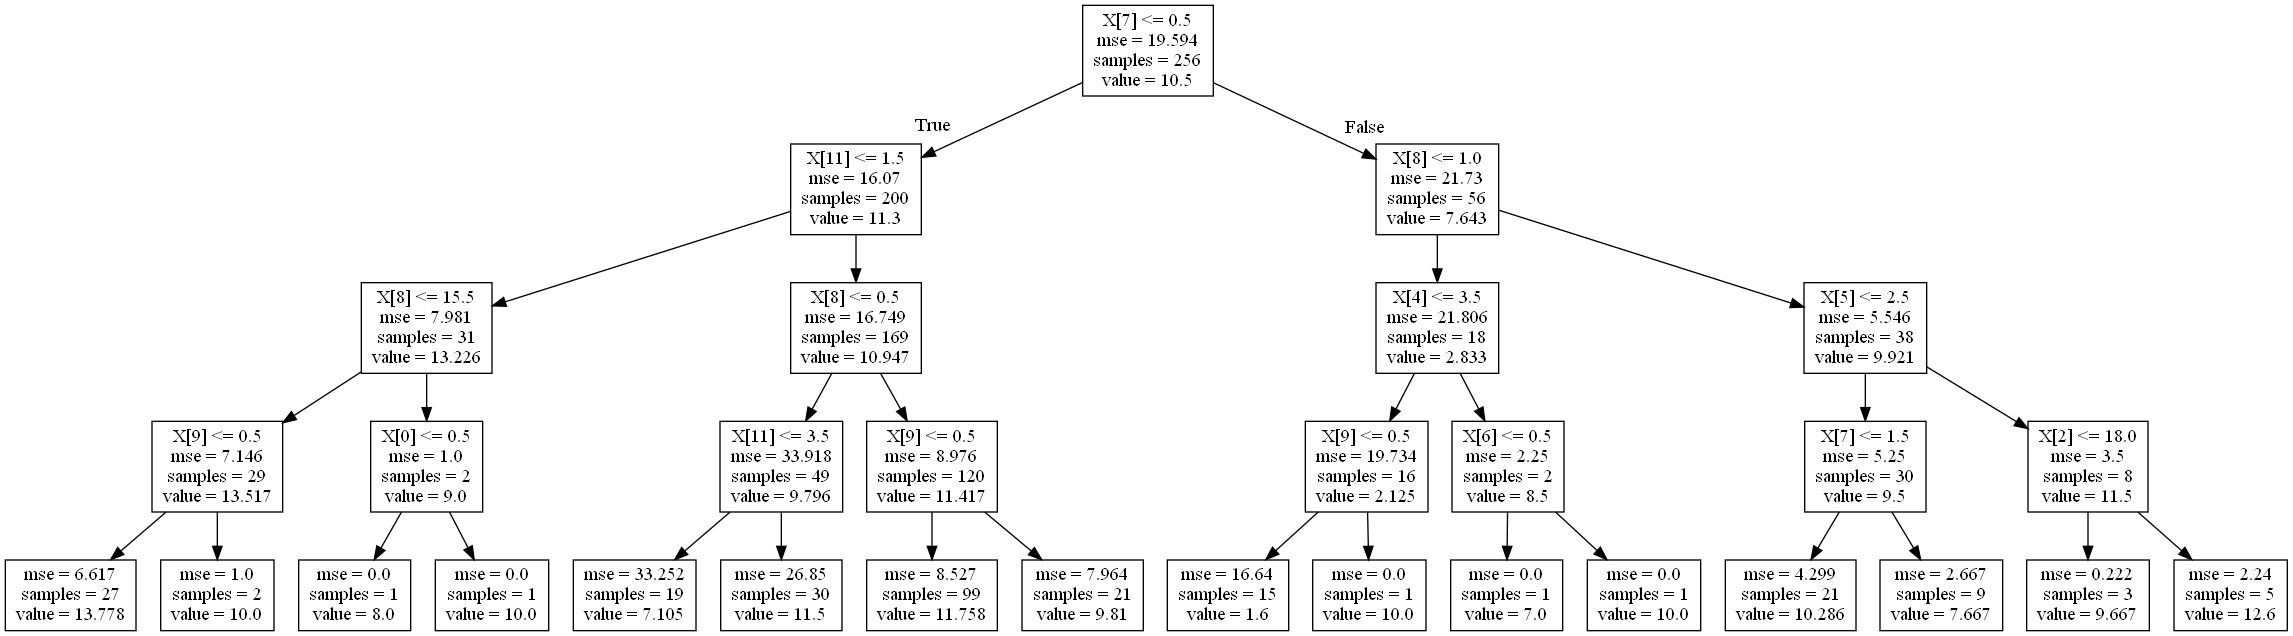 X[7] <= 0.5
mse = 19.594
samples = 256
value = 10.5
True
False
X[11] <= 1.5
mse = 16.07
samples = 200
value = 11.3
X[8] <= 1.0
mse = 21.73
samples = 56
value = 7.643
X[8] <= 15.5
mse = 7.981
samples = 31
value = 13.226
X[8] <= 0.5
mse = 16.749
samples = 169
value = 10.947
X[4] <= 3.5
mse = 21.806
samples = 18
value = 2.833
X[5] <= 2.5
mse = 5.546
samples = 38
value = 9.921
X[9] <= 0.5
mse = 7.146
samples = 29
value = 13.517
X[0] <= 0.5
mse = 1.0
samples = 2
value = 9.0
X[11] <= 3.5
mse = 33.918
samples = 49
value = 9.796
X[9] <= 0.5
mse = 8.976
samples = 120
value = 11.417
X[9] <= 0.5
mse = 19.734
samples = 16
value = 2.125
X[6] <= 0.5
mse = 2.25
samples = 2
value = 8.5
X[7] <= 1.5
mse = 5.25
samples = 30
value = 9.5
X[2] <= 18.0
mse = 3.5
samples = 8
value = 11.5
mse = 6.617
samples = 27
value = 13.778
mse = 1.0
samples = 2
value = 10.0
mse = 0.0
samples = 1
value = 8.0
mse = 0.0
samples = 1
value = 10.0
mse = 33.252
samples = 19
value = 7.105
mse = 26.85
samples = 30
value = 11.5
mse = 8.527
samples = 99
value = 11.758
mse = 7.964
samples = 21
value = 9.81
mse = 16.64
samples = 15
value = 1.6
mse = 0.0
samples = 1
value = 10.0
mse = 0.0
samples = 1
value = 7.0
mse = 0.0
samples = 1
value = 10.0
mse = 4.299
samples = 21
value = 10.286
mse = 2.667
samples = 9
value = 7.667
mse = 0.222
samples = 3
value = 9.667
mse = 2.24
samples = 5
value = 12.6